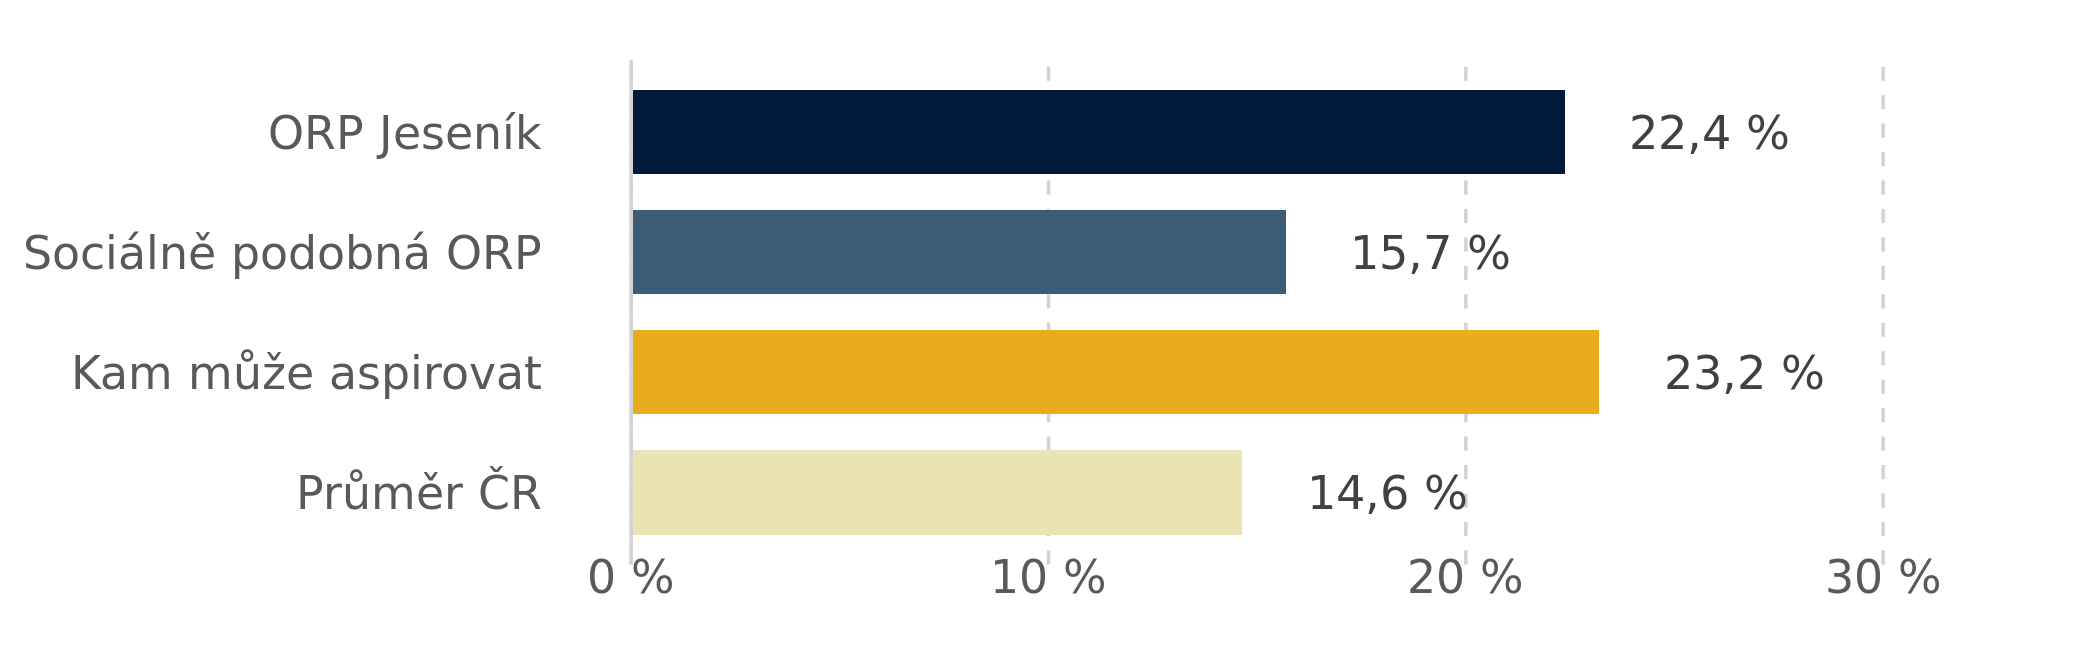 ORP Jeseník 22,4 %
Sociálně podobná ORP 15,7 %
Kam může aspirovat 23,2 %
Průměr ČR 14,6 %
0 % 10 % 20 % 30 %